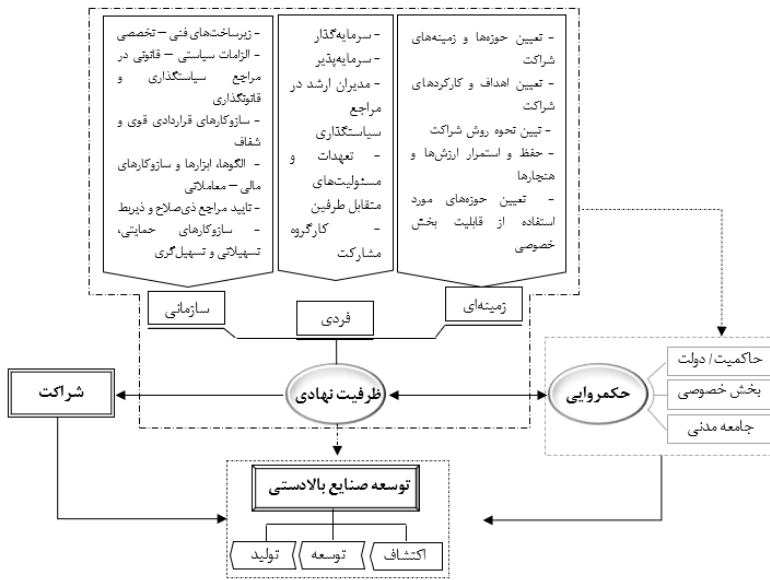 - تعیین حوزه‌ها و زمینه‌های
شراکت
- تعیین اهداف و کارکردهای
شراکت
- تیین نحوه روش شراکت
- حفظ و استمرار ارزش‌ها و
هنجارها
- تعیین حوزه‌های مورد
استفاده از قابلیت بخش
خصوصی
- سرمایه‌گذار
- سرمایه‌پذیر
- مدیران ارشد در
مراجع
سیاستگذاری
- تعهدات و
مسئولیت‌های
متقابل طرفین
- کارگروه
مشارکت
- زیرساخت‌های فنی – تخصصی
- الزامات سیاستی – قانونی در
مراجع سیاستگذاری و
قانونگذاری
- سازوکارهای قراردادی قوی و
شفاف
- الگوها، ابزارها و سازوکارهای
مالی – معاملاتی
- تایید مراجع ذی‌صلاح و ذیربط
- سازوکارهای حمایتی،
تسهیلاتی و تسهیل‌گری
زمینه‌ای
فردی
سازمانی
حاکمیت/ دولت
بخش خصوصی
جامعه مدنی
حکمروایی
ظرفیت نهادی
شراکت
توسعه صنایع بالادستی
اکتشاف
توسعه
تولید